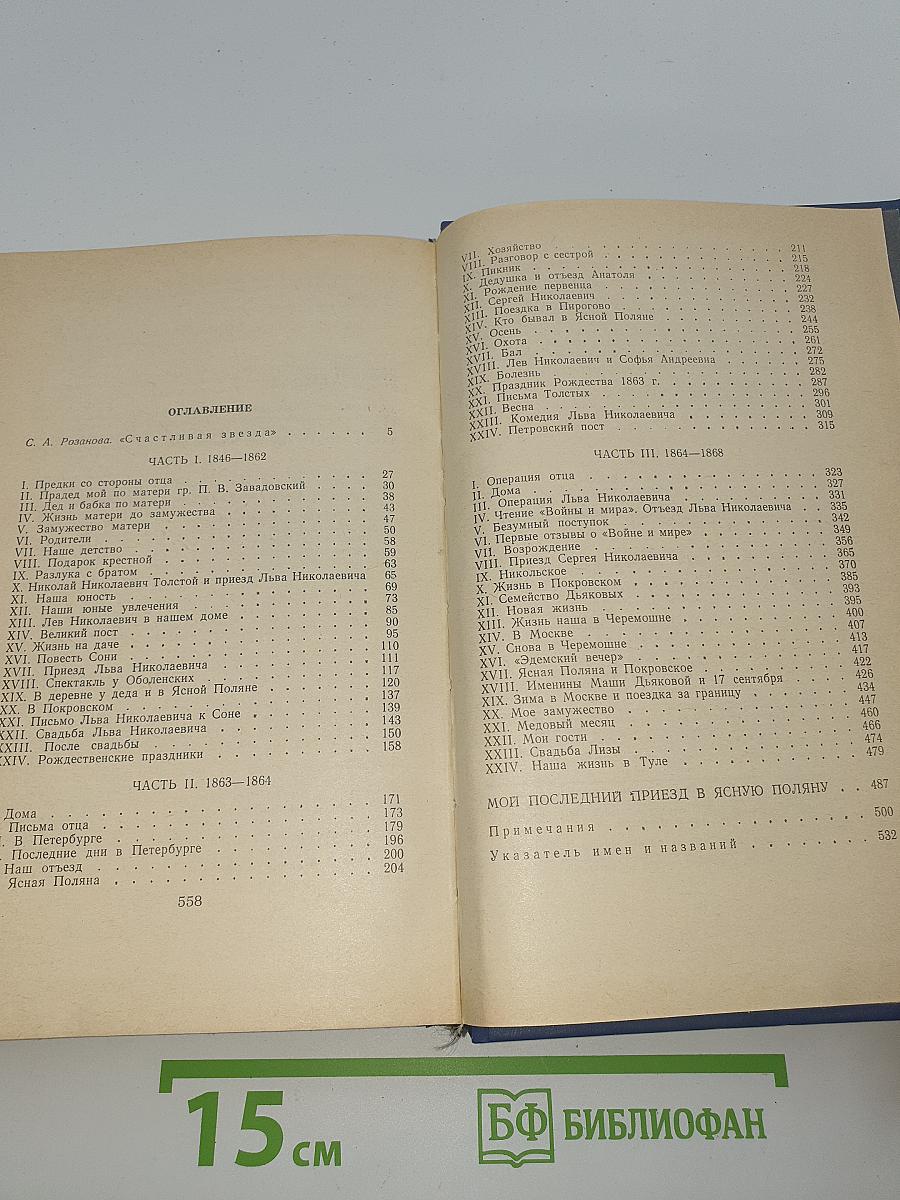 ОГЛАВЛЕНИЕ
С. А. Розанова. «Счастливая звезда» . . . . . . 5
ЧАСТЬ I. 1846—1862
I. Предки со стороны отца . . . . . . 27
II. Прадед мой по матери гр. П. В. Завадовский . . . 30
III. Дед и бабка по матери . . . . . . 38
IV. Жизнь матери до замужества . . . . . . 43
V. Замужество матери . . . . . . 47
VI. Родители . . . . . . 50
VII. Наше детство . . . . . . 58
VIII. Подарок крестной . . . . . . 59
IX. Разлука с братом . . . . . . 63
X. Николай Николаевич Толстой и приезд Льва Николаевича 65
XI. Наша юность . . . . . . 69
XII. Наши юные увлечения . . . . . . 73
XIII. Лев Николаевич в нашем доме . . . . . . 85
XIV. Великий пост . . . . . . 90
XV. Жизнь на даче . . . . . . 95
XVI. Повесть Сони . . . . . . 110
XVII. Приезд Льва Николаевича . . . . . . 111
XVIII. Спектакль у Оболенских . . . . . . 117
XIX. В деревне у деда и в Ясной Поляне . . . . . . 120
XX. В Покровском . . . . . . 137
XXI. Письмо Льва Николаевича к Соне . . . . . . 139
XXII. Свадьба Льва Николаевича . . . . . . 143
XXIII. После свадьбы . . . . . . 150
XXIV. Рождественские праздники . . . . . . 158
ЧАСТЬ II. 1863—1864
Дома . . . . . . 171
Письма отца . . . . . . 173
В Петербурге . . . . . . 179
Последние дни в Петербурге . . . . . . 196
Наш отъезд . . . . . . 200
Ясная Поляна . . . . . . 204
558
VII. Хозяйство . . . . . . 211
VIII. Разговор с сестрой . . . . . . 215
IX. Пикник . . . . . . 218
X. Дедушка и отъезд Анатоля . . . . . . 224
XI. Рождение первенца . . . . . . 227
XII. Сергей Николаевич . . . . . . 232
XIII. Поездка в Пирогово . . . . . . 238
XIV. Кто бывал в Ясной Поляне . . . . . . 244
XV. Осень . . . . . . 255
XVI. Охота . . . . . . 261
XVII. Бал . . . . . . 272
XVIII. Лев Николаевич и Софья Андреевна . . . . . . 275
XIX. Болезнь . . . . . . 282
XX. Праздник Рождества 1863 г. . . . . . . 287
XXI. Письма Толстых . . . . . . 296
XXII. Весна . . . . . . 301
XXIII. Комедия Льва Николаевича . . . . . . 309
XXIV. Петровский пост . . . . . . 315
ЧАСТЬ III. 1864—1868
I. Операция отца . . . . . . 323
II. Дома . . . . . . 327
III. Операция Льва Николаевича . . . . . . 331
IV. Чтение «Войны и мира». Отъезд Льва Николаевича . 335
V. Безумный поступок . . . . . . 342
VI. Первые отзывы о «Войне и мире» . . . . . . 349
VII. Возрождение . . . . . . 356
VIII. Приезд Сергея Николаевича . . . . . . 365
IX. Никольское . . . . . . 370
X. Жизнь в Покровском . . . . . . 385
XI. Семейство Дьяковых . . . . . . 393
XII. Новая жизнь . . . . . . 395
XIII. Жизнь наша в Черемошне . . . . . . 400
XIV. В Москве . . . . . . 407
XV. Снова в Черемошне . . . . . . 413
XVI. «Эдемский вечер» . . . . . . 417
XVII. Ясная Поляна и Покровское . . . . . . 422
XVIII. Именины Маши Дьяковой и 17 сентября . . . . . . 426
XIX. Зима в Москве и поездка за границу . . . . . . 434
XX. Мое замужество . . . . . . 447
XXI. Медовый месяц . . . . . . 460
XXII. Мои гости . . . . . . 466
XXIII. Свадьба Лизы . . . . . . 474
XXIV. Наша жизнь в Туле . . . . . . 479
МОЙ ПОСЛЕДНИЙ ПРИЕЗД В ЯСНУЮ ПОЛЯНУ . . 487
Примечания . . . . . . 500
Указатель имен и названий . . . . . . 532
15 см
БФ БИБЛИОФАН